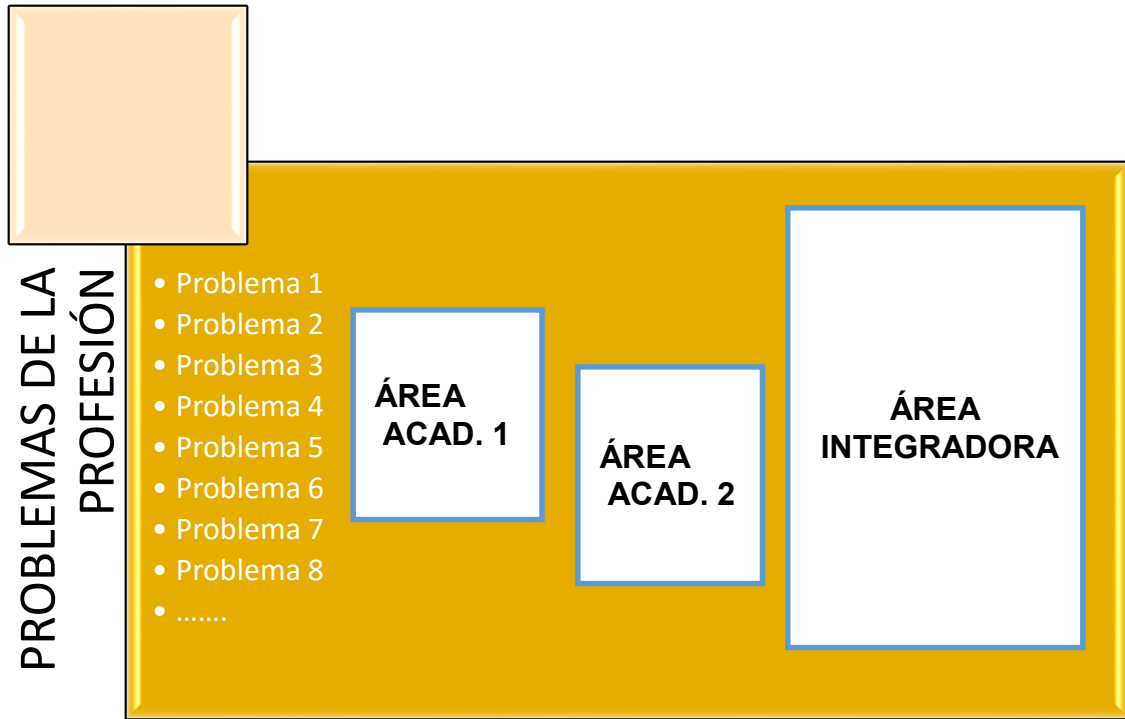 PROBLEMAS DE LA
PROFESIÓN
• Problema 1
• Problema 2
• Problema 3
• Problema 4
• Problema 5
• Problema 6
• Problema 7
• Problema 8
• .......
ÁREA
ACAD. 1
ÁREA
ACAD. 2
ÁREA
INTEGRADORA